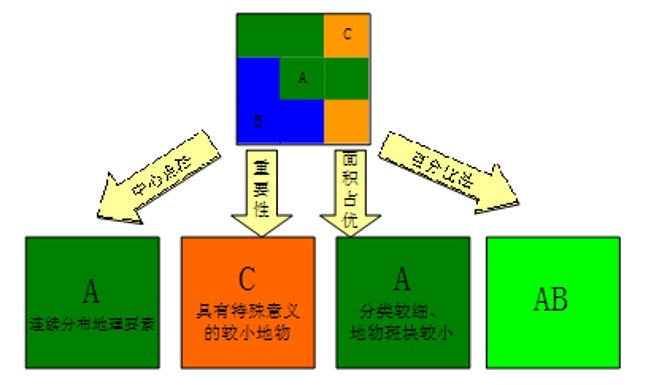 C
A
B
中心点法
重要性
面积占优
百分比法
A
连续分布地理要素
C
具有特殊意义
的较小地物
A
分类较细、
地物斑块较小
AB